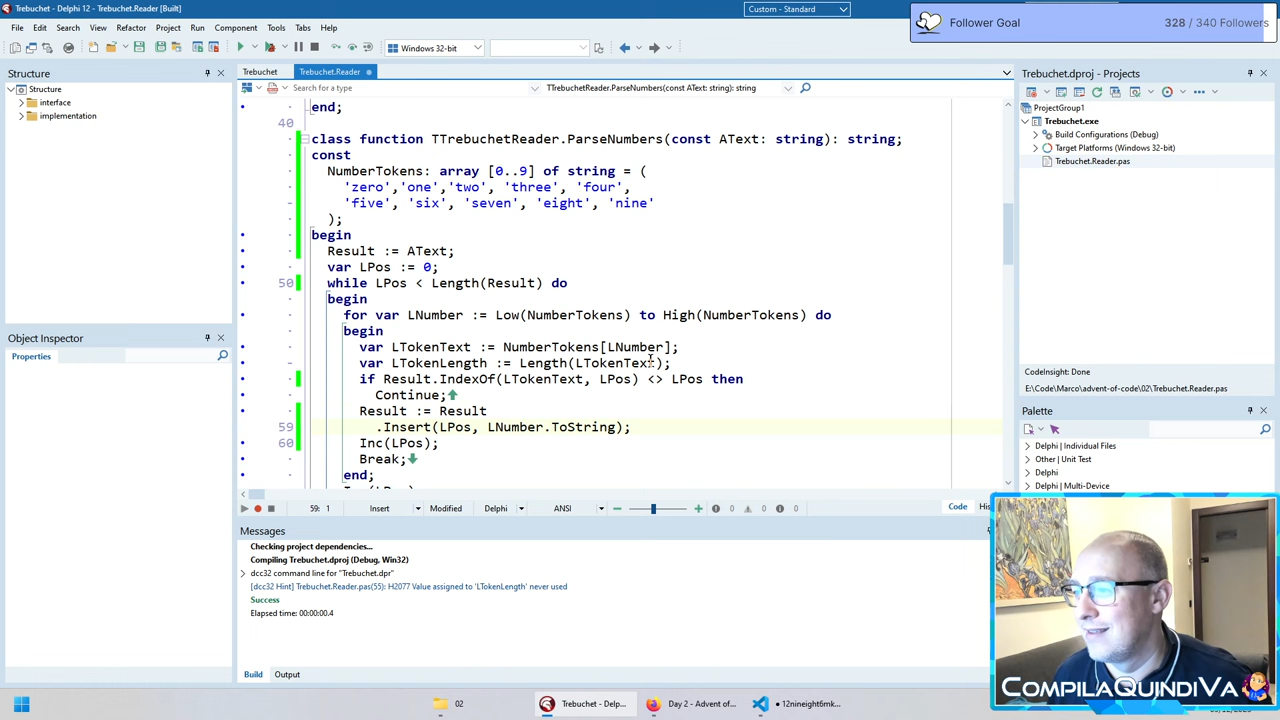 Trebuchet - Delphi 12 - Trebuchet.Reader [Built]
Custom - Standard
Follower Goal
328 / 340 Followers
File Search View Refactor Project Run Component Tools Tabs Help
Windows 32-bit
Structure
Structure
interface
implementation
Object Inspector
Properties
Trebuchet Trebuchet.Reader
Search for a hierarchy
TTrebuchetReader.ParseNumbers(const AText: string): string
end;
40
class function TTrebuchetReader.ParseNumbers(const AText: string): string;
const
NumberTokens: array [0..9] of string = (
'zero','one','two', 'three', 'four',
'five', 'six', 'seven', 'eight', 'nine'
);
begin
Result := AText;
var LPos := 0;
50 while LPos < Length(Result) do
begin
for var LNumber := Low(NumberTokens) to High(NumberTokens) do
begin
var LTokenText := NumberTokens[LNumber];
var LTokenLength := Length(LTokenText);
if Result.IndexOf(LTokenText, LPos) <> LPos then
Continue;
Result := Result
59 .Insert(LPos, LNumber.ToString);
60 Inc(LPos);
Break;
end;
59: 1 Insert Modified Delphi ANSI 0 0 0 Code
Messages
Checking project dependencies...
Compiling Trebuchet.dproj (Debug, Win32)
dcc32 command line for "Trebuchet.dpr"
[dcc32 Hint] Trebuchet.Reader.pas(55): H2077 Value assigned to 'LTokenLength' never used
Success
Elapsed time: 00:00:00.4
Build Output
Trebuchet.dproj - Projects
ProjectGroup1
Trebuchet.exe
Build Configurations (Debug)
Target Platforms (Windows 32-bit)
Trebuchet.Reader.pas
CodeInsight: Done
E:\Code\Marco\advent-of-code\02\Trebuchet.Reader.pas
Palette
Delphi | Individual Files
Other | Unit Test
Delphi
Delphi | Multi-Device
COMPILAQUINDIVA
02
Trebuchet - Delp...
Day 2 - Advent of...
12nineight6mk...